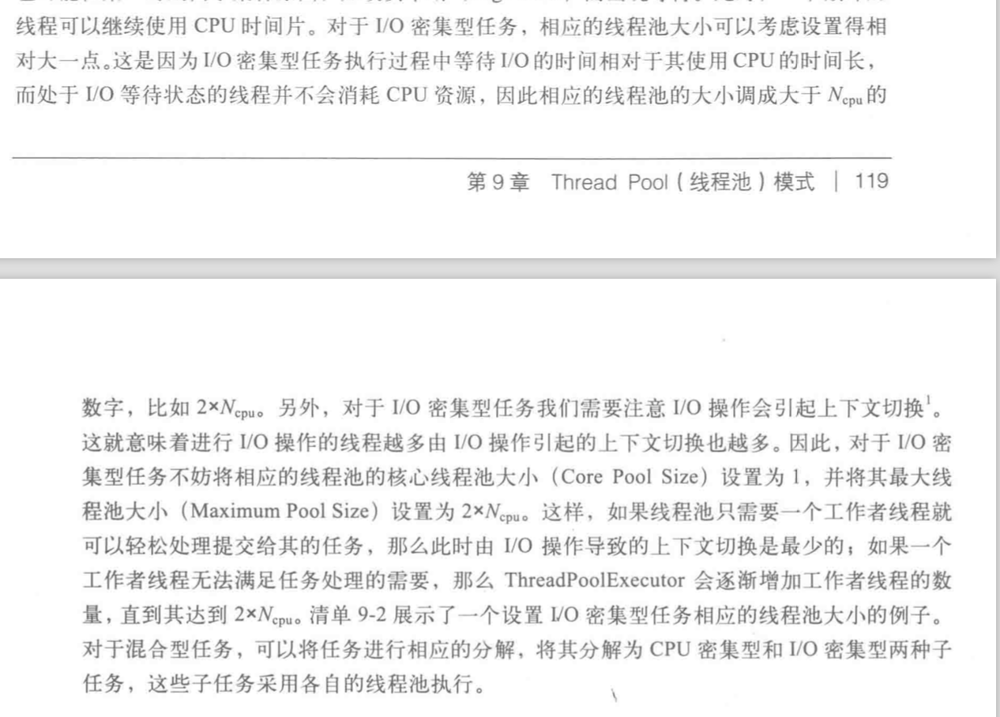 线程可以继续使用 CPU 时间片。对于 I/O 密集型任务，相应的线程池大小可以考虑设置得相
对大一点。这是因为 I/O 密集型任务执行过程中等待 I/O 的时间相对于其使用 CPU 的时间长，
而处于 I/O 等待状态的线程并不会消耗 CPU 资源，因此相应的线程池的大小调成大于 Ncpu 的
第 9 章 Thread Pool（线程池）模式 | 119
数字，比如 2×Ncpu。另外，对于 I/O 密集型任务我们需要注意 I/O 操作会引起上下文切换1。
这就意味着进行 I/O 操作的线程越多由 I/O 操作引起的上下文切换也越多。因此，对于 I/O 密
集型任务不妨将相应的线程池的核心线程池大小（Core Pool Size）设置为 1，并将其最大线
程池大小（Maximum Pool Size）设置为 2×Ncpu。这样，如果线程池只需要一个工作者线程就
可以轻松处理提交给其的任务，那么此时由 I/O 操作导致的上下文切换是最少的；如果一个
工作者线程无法满足任务处理的需要，那么 ThreadPoolExecutor 会逐渐增加工作者线程的数
量，直到其达到 2×Ncpu。清单 9-2 展示了一个设置 I/O 密集型任务相应的线程池大小的例子。
对于混合型任务，可以将任务进行相应的分解，将其分解为 CPU 密集型和 I/O 密集型两种子
任务，这些子任务采用各自的线程池执行。